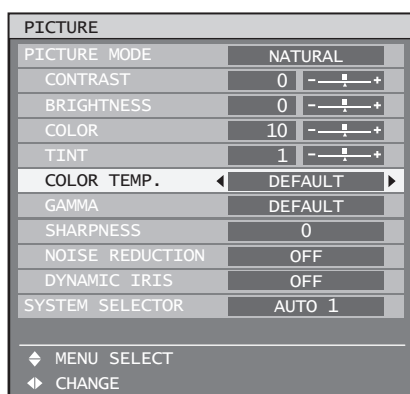 PICTURE
PICTURE MODE NATURAL
CONTRAST 0 - +
BRIGHTNESS 0 - +
COLOR 10 - +
TINT 1 - +
COLOR TEMP. DEFAULT
GAMMA DEFAULT
SHARPNESS 0
NOISE REDUCTION OFF
DYNAMIC IRIS OFF
SYSTEM SELECTOR AUTO 1
MENU SELECT
CHANGE